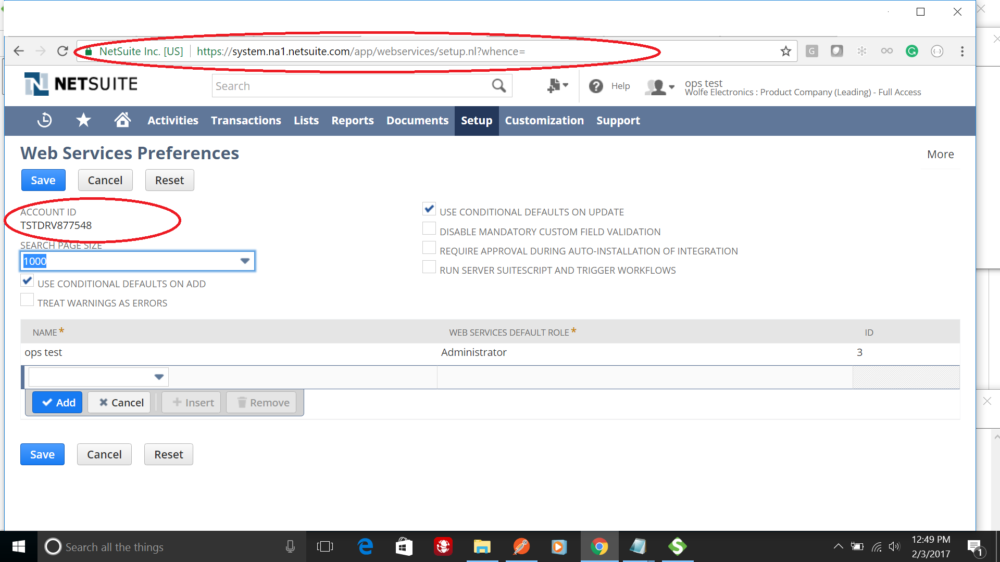 NetSuite Inc. [US] https://system.na1.netsuite.com/app/webservices/setup.nl?whence=
NETSUITE
Search
Help
ops test
Wolfe Electronics : Product Company (Leading) - Full Access
Activities Transactions Lists Reports Documents Setup Customization Support
Web Services Preferences
More
Save Cancel Reset
ACCOUNT ID
TSTDRV877548
SEARCH PAGE SIZE
1000
USE CONDITIONAL DEFAULTS ON ADD
TREAT WARNINGS AS ERRORS
USE CONDITIONAL DEFAULTS ON UPDATE
DISABLE MANDATORY CUSTOM FIELD VALIDATION
REQUIRE APPROVAL DURING AUTO-INSTALLATION OF INTEGRATION
RUN SERVER SUITESCRIPT AND TRIGGER WORKFLOWS
NAME* WEB SERVICES DEFAULT ROLE* ID
ops test Administrator 3
Add Cancel Insert Remove
Save Cancel Reset
Search all the things
12:49 PM
2/3/2017
1